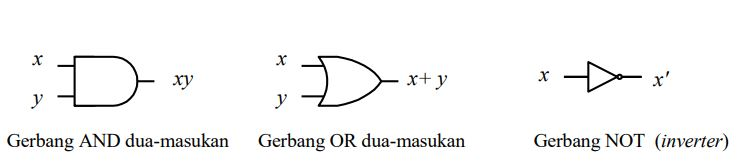 x
y
xy
Gerbang AND dua-masukan
x
y
x+ y
Gerbang OR dua-masukan
x
x'
Gerbang NOT (inverter)